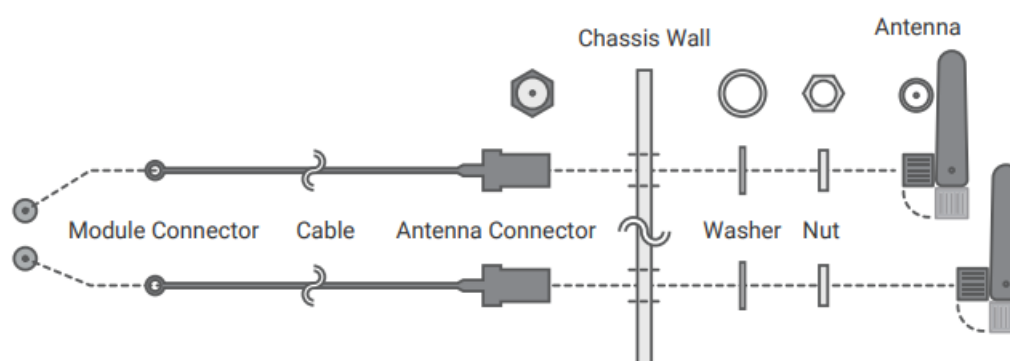 Antenna
Chassis Wall
Module Connector Cable Antenna Connector Washer Nut